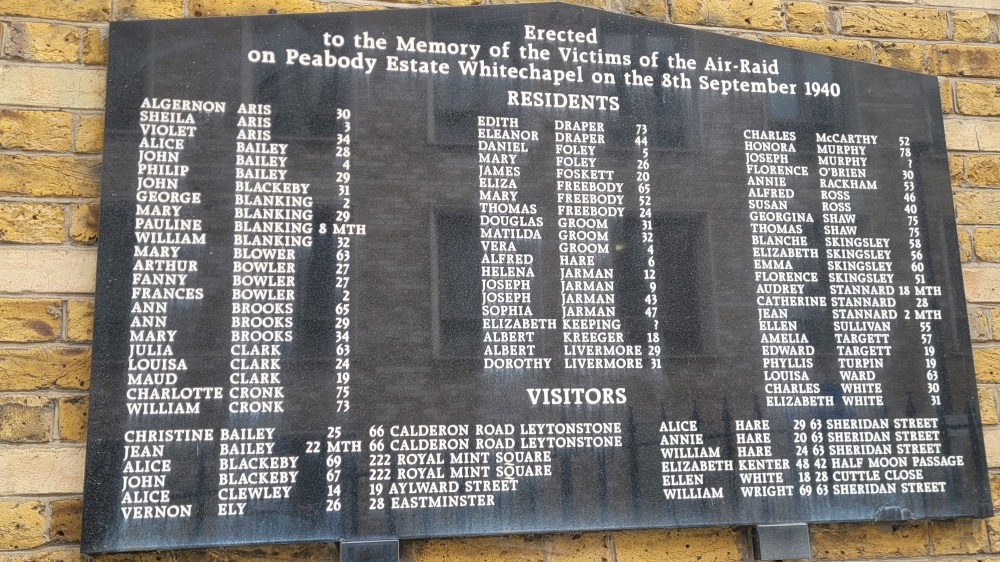 Erected
to the Memory of the Victims of the Air-Raid
on Peabody Estate Whitechapel on the 8th September 1940
RESIDENTS
ALGERNON ARIS 30
SHEILA ARIS 3
VIOLET ARIS 34
ALICE BAILEY 28
JOHN BAILEY 4
PHILIP BAILEY 29
JOHN BLACKEBY 31
GEORGE BLANKING 2
MARY BLANKING 29
PAULINE BLANKING 8 MTH
WILLIAM BLANKING 32
MARY BLOWER 63
ARTHUR BOWLER 27
FANNY BOWLER 27
FRANCES BOWLER 2
ANN BROOKS 65
ANN BROOKS 29
MARY BROOKS 34
JULIA CLARK 63
LOUISA CLARK 24
MAUD CLARK 19
CHARLOTTE CRONK 75
WILLIAM CRONK 73
EDITH DRAPER 73
ELEANOR DRAPER 44
DANIEL FOLEY 5
MARY FOLEY 26
JAMES FOSKETT 20
ELIZA FREEBODY 65
MARY FREEBODY 52
THOMAS FREEBODY 24
DOUGLAS GROOM 31
MATILDA GROOM 32
VERA GROOM 4
ALFRED HARE 6
HELENA JARMAN 12
JOSEPH JARMAN 9
JOSEPH JARMAN 43
SOPHIA JARMAN 47
ELIZABETH KEEPING ?
ALBERT KREEGER 18
ALBERT LIVERMORE 29
DOROTHY LIVERMORE 31
CHARLES McCARTHY 52
HONORA MURPHY 78
JOSEPH MURPHY ?
FLORENCE O'BRIEN 30
ANNIE RACKHAM 53
ALFRED ROSS 46
SUSAN ROSS 40
GEORGINA SHAW 75
THOMAS SHAW 75
BLANCHE SKINGSLEY 58
ELIZABETH SKINGSLEY 56
EMMA SKINGSLEY 60
FLORENCE SKINGSLEY 51
AUDREY STANNARD 18 MTH
CATHERINE STANNARD 28
JEAN STANNARD 2 MTH
ELLEN SULLIVAN 55
AMELIA TARGETT 57
EDWARD TARGETT 19
PHYLLIS TURPIN 19
LOUISA WARD 63
CHARLES WHITE 30
ELIZABETH WHITE 31
VISITORS
CHRISTINE BAILEY 25 66 CALDERON ROAD LEYTONSTONE
JEAN BAILEY 22 MTH 66 CALDERON ROAD LEYTONSTONE
ALICE BLACKEBY 69 222 ROYAL MINT SQUARE
JOHN BLACKEBY 67 222 ROYAL MINT SQUARE
ALICE CLEWLEY 14 19 AYLWARD STREET
VERNON ELY 26 28 EASTMINSTER
ALICE HARE 29 63 SHERIDAN STREET
ANNIE HARE 20 63 SHERIDAN STREET
WILLIAM HARE 24 63 SHERIDAN STREET
ELIZABETH KENTER 48 42 HALF MOON PASSAGE
ELLEN WHITE 18 28 CUTTLE CLOSE
WILLIAM WRIGHT 69 63 SHERIDAN STREET